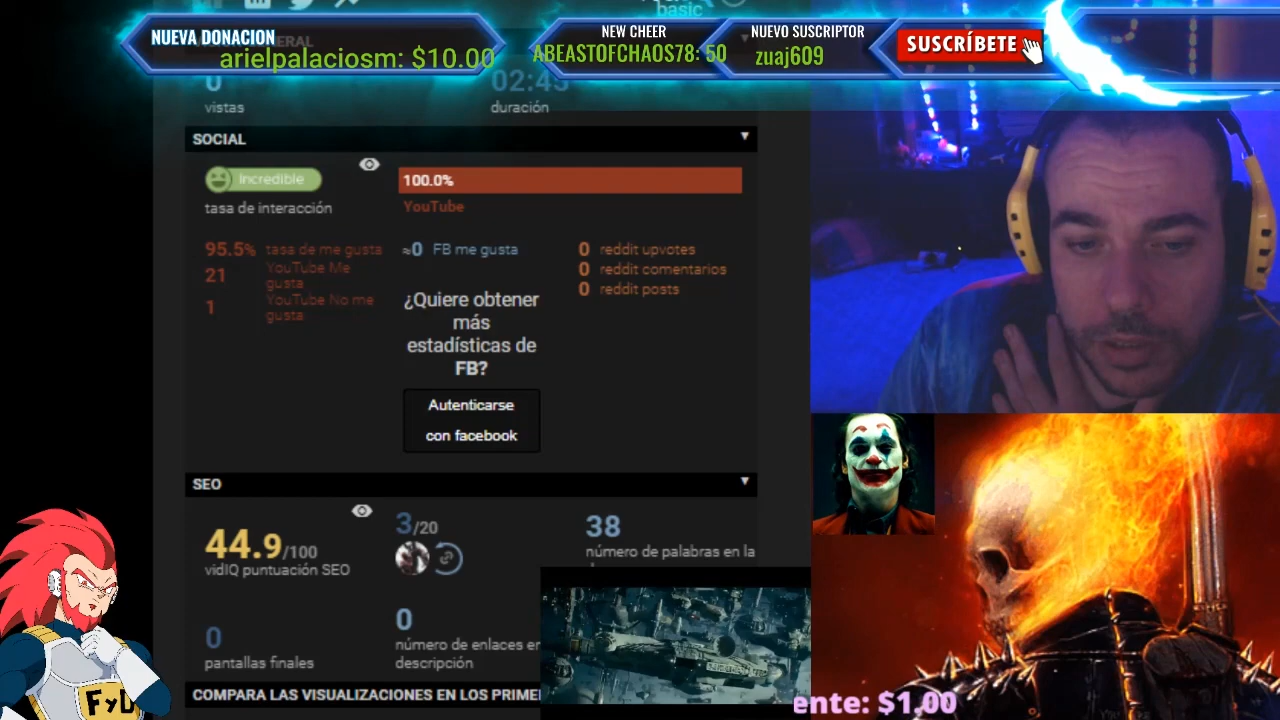 basic
NUEVA DONACION
arielpalaciosm: $10.00
NEW CHEER
ABEASTOFCHAOS78: 50
NUEVO SUSCRIPTOR
zuaj609
SUSCRÍBETE
0
vistas
02:45
duración
SOCIAL
Incredible
tasa de interacción
100.0%
YouTube
95.5% tasa de me gusta
21 YouTube Me gusta
1 YouTube No me gusta
≈0 FB me gusta
0 reddit upvotes
0 reddit comentarios
0 reddit posts
¿Quiere obtener
más
estadísticas de
FB?
Autenticarse
con facebook
SEO
44.9/100
vidIQ puntuación SEO
3/20
38
número de palabras en la
0
pantallas finales
0
número de enlaces en
descripción
COMPARA LAS VISUALIZACIONES EN LOS PRIME
FyD
ente: $1.00